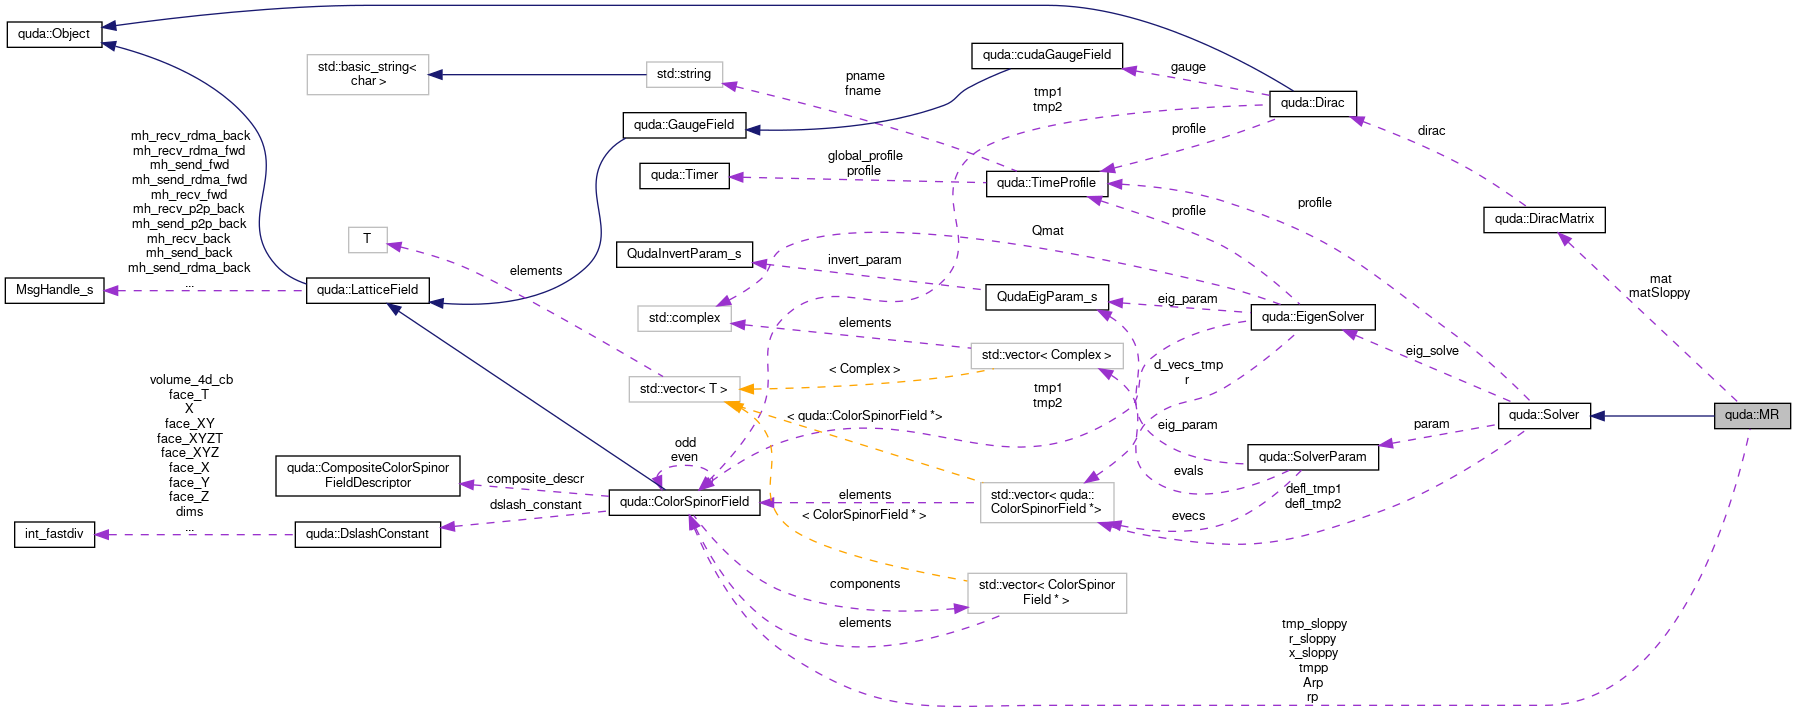 quda::Object
std::basic_string<
char >
std::string
pname
fname
quda::cudaGaugeField
gauge
quda::Dirac
tmp1
tmp2
quda::GaugeField
profile
dirac
mh_recv_rdma_back
mh_recv_rdma_fwd
mh_send_fwd
mh_send_rdma_fwd
mh_recv_fwd
mh_recv_p2p_back
mh_send_p2p_back
mh_recv_back
mh_send_back
mh_send_rdma_back
...
quda::Timer
global_profile
profile
quda::TimeProfile
profile
profile
quda::DiracMatrix
T
elements
QudaInvertParam_s
invert_param
Qmat
mat
matSloppy
MsgHandle_s
quda::LatticeField
std::complex
elements
QudaEigParam_s
eig_param
quda::EigenSolver
std::vector< Complex >
eig_solve
std::vector< T >
< Complex >
d_vecs_tmp
r
tmp1
tmp2
volume_4d_cb
face_T
X
face_XY
face_XYZT
face_XYZ
face_X
face_Y
face_Z
dims
...
< quda::ColorSpinorField *>
eig_param
param
quda::Solver
quda::MR
odd
even
quda::CompositeColorSpinor
FieldDescriptor
composite_descr
quda::SolverParam
evals
quda::ColorSpinorField
elements
std::vector< quda::
ColorSpinorField *>
defl_tmp1
defl_tmp2
evecs
dslash_constant
< ColorSpinorField * >
int_fastdiv
quda::DslashConstant
components
std::vector< ColorSpinor
Field * >
elements
tmp_sloppy
r_sloppy
x_sloppy
tmpp
Arp
rp